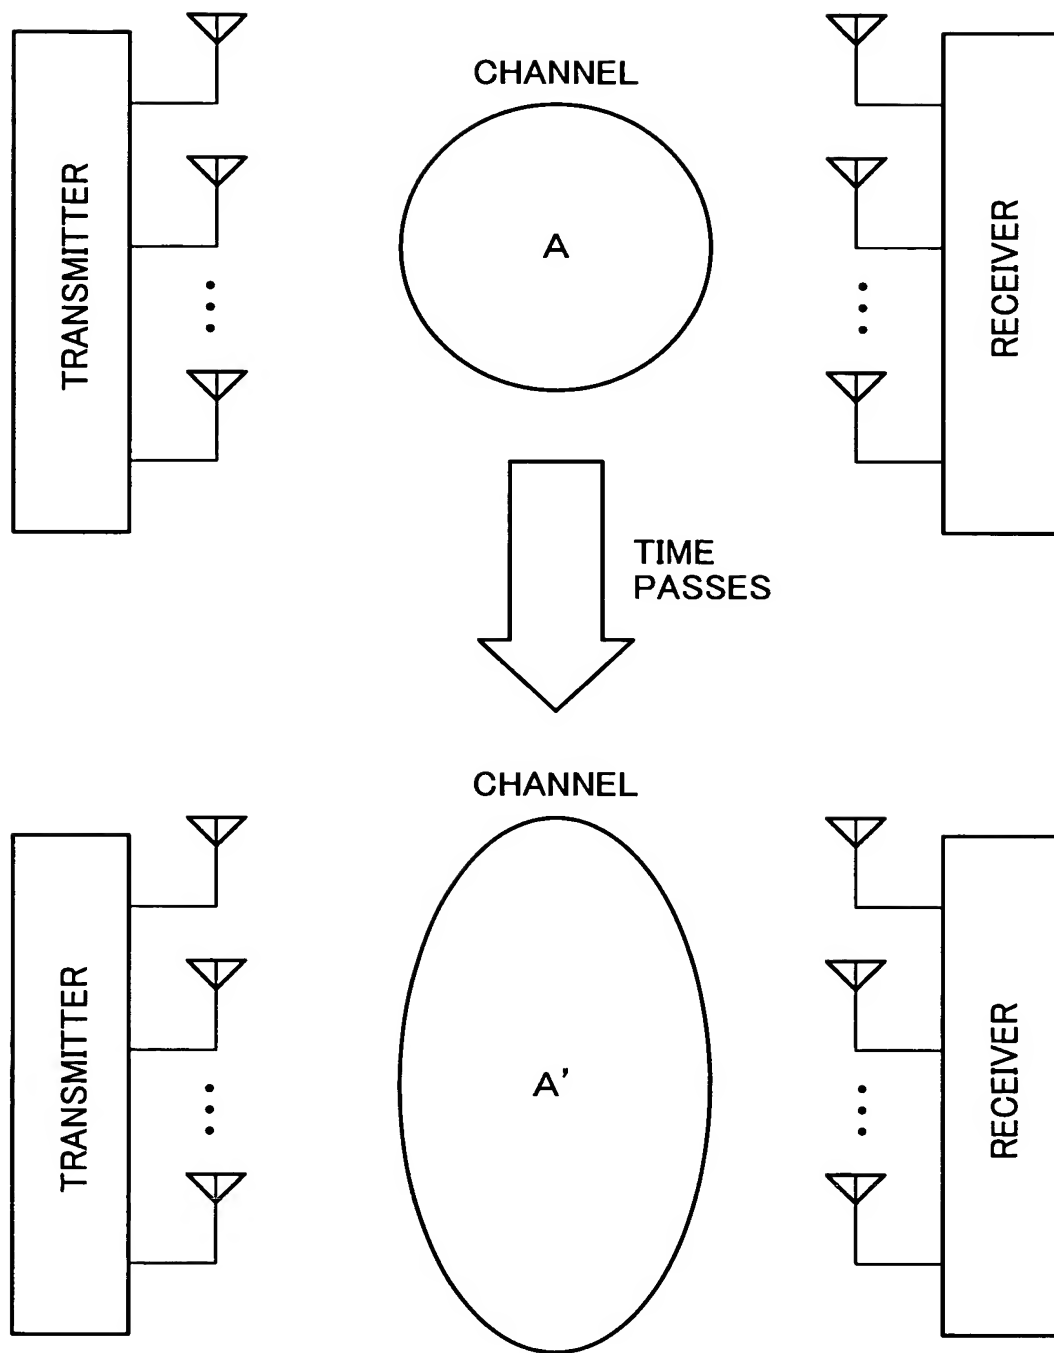 CHANNEL
TRANSMITTER
A
RECEIVER
TIME
PASSES
CHANNEL
TRANSMITTER
A'
RECEIVER